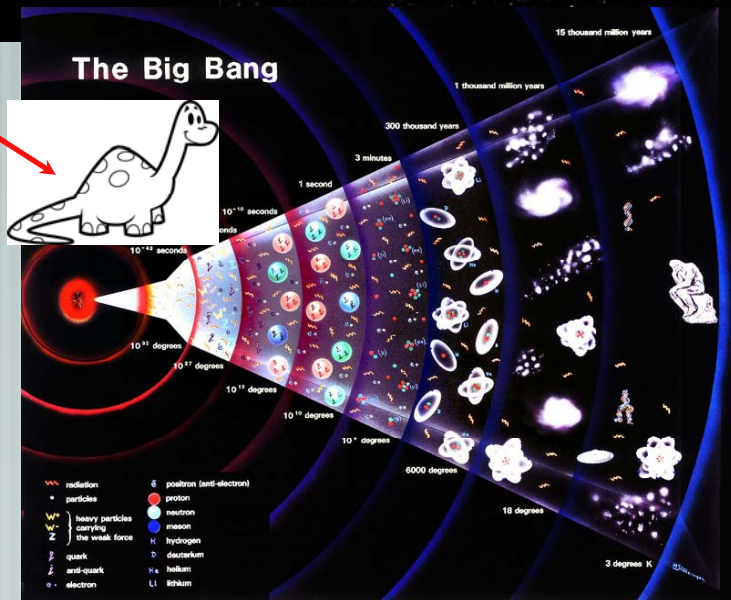 The Big Bang
15 thousand million years
1 thousand million years
300 thousand years
3 minutes
1 second
10⁻¹⁰ seconds
10⁻⁴³ seconds
10³² degrees
10²⁷ degrees
10¹⁵ degrees
10¹⁰ degrees
degrees
6000 degrees
18 degrees
3 degrees K
radiation
particles
W+
W-
Z
heavy particles
carrying
the weak force
quark
anti-quark
e- electron
positron (anti-electron)
proton
neutron
meson
H hydrogen
D deuterium
He helium
Li lithium